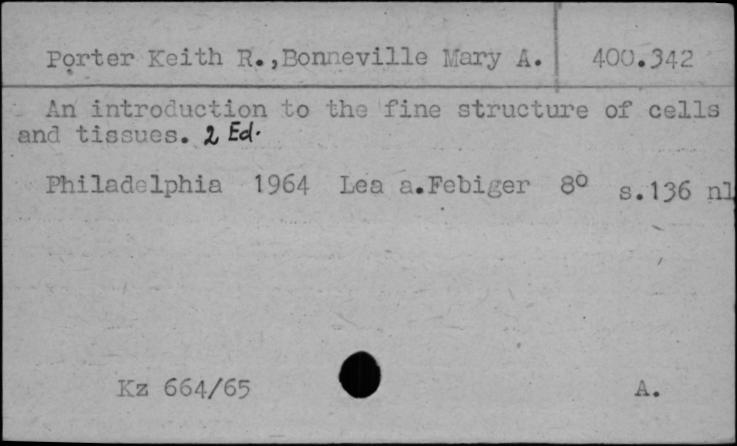 Porter Keith R.,Bonneville Mary A. 400.342
An introduction to the fine structure of cells
and tissues. 2 Ed.
Philadelphia 1964 Lea a.Febiger 8° s.136 nl
Kz 664/65 A.